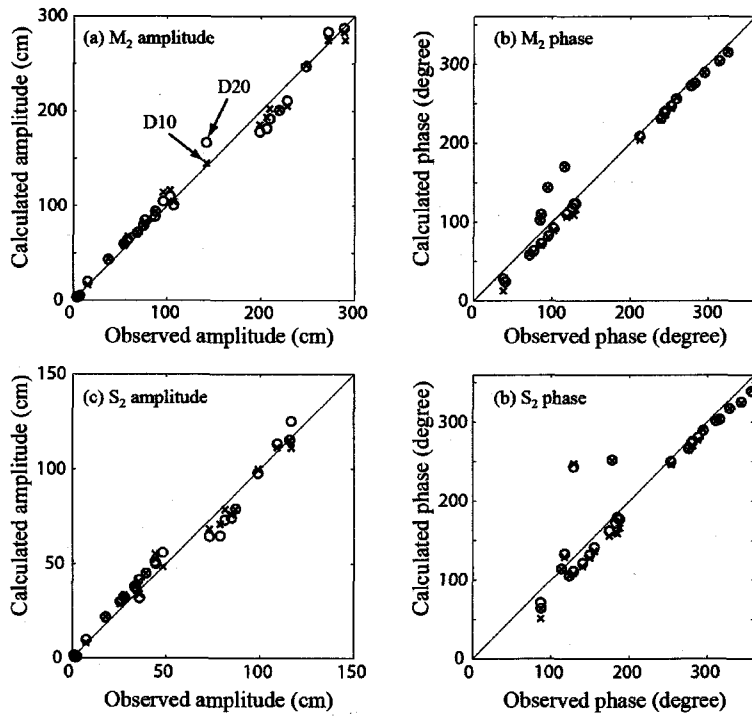 300
(a) M₂ amplitude
D20
D10
200
100
0
Calculated amplitude (cm)
0 100 200 300
Observed amplitude (cm)
(b) M₂ phase
300
200
100
0
Calculated phase (degree)
0 100 200 300
Observed phase (degree)
150
(c) S₂ amplitude
100
50
0
Calculated amplitude (cm)
0 50 100 150
Observed amplitude (cm)
(b) S₂ phase
300
200
100
0
Calculated phase (degree)
0 100 200 300
Observed phase (degree)